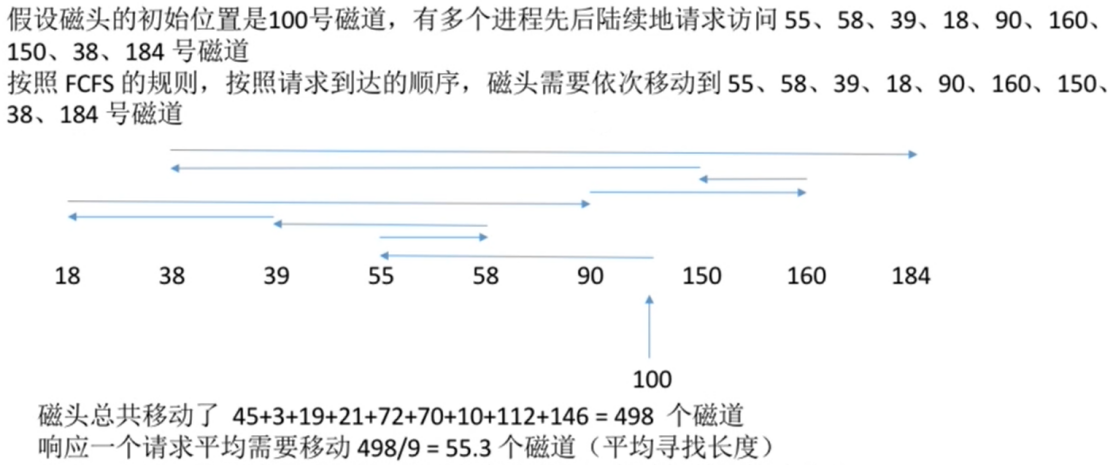 假设磁头的初始位置是100号磁道，有多个进程先后陆续地请求访问 55、58、39、18、90、160、
150、38、184 号磁道
按照 FCFS 的规则，按照请求到达的顺序，磁头需要依次移动到 55、58、39、18、90、160、150、
38、184 号磁道
18 38 39 55 58 90 150 160 184
100
磁头总共移动了 45+3+19+21+72+70+10+112+146 = 498 个磁道
响应一个请求平均需要移动 498/9 = 55.3 个磁道（平均寻找长度）